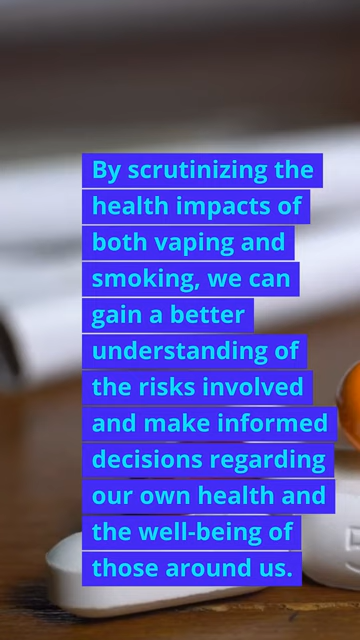 By scrutinizing the
health impacts of
both vaping and
smoking, we can
gain a better
understanding of
the risks involved
and make informed
decisions regarding
our own health and
the well-being of
those around us.